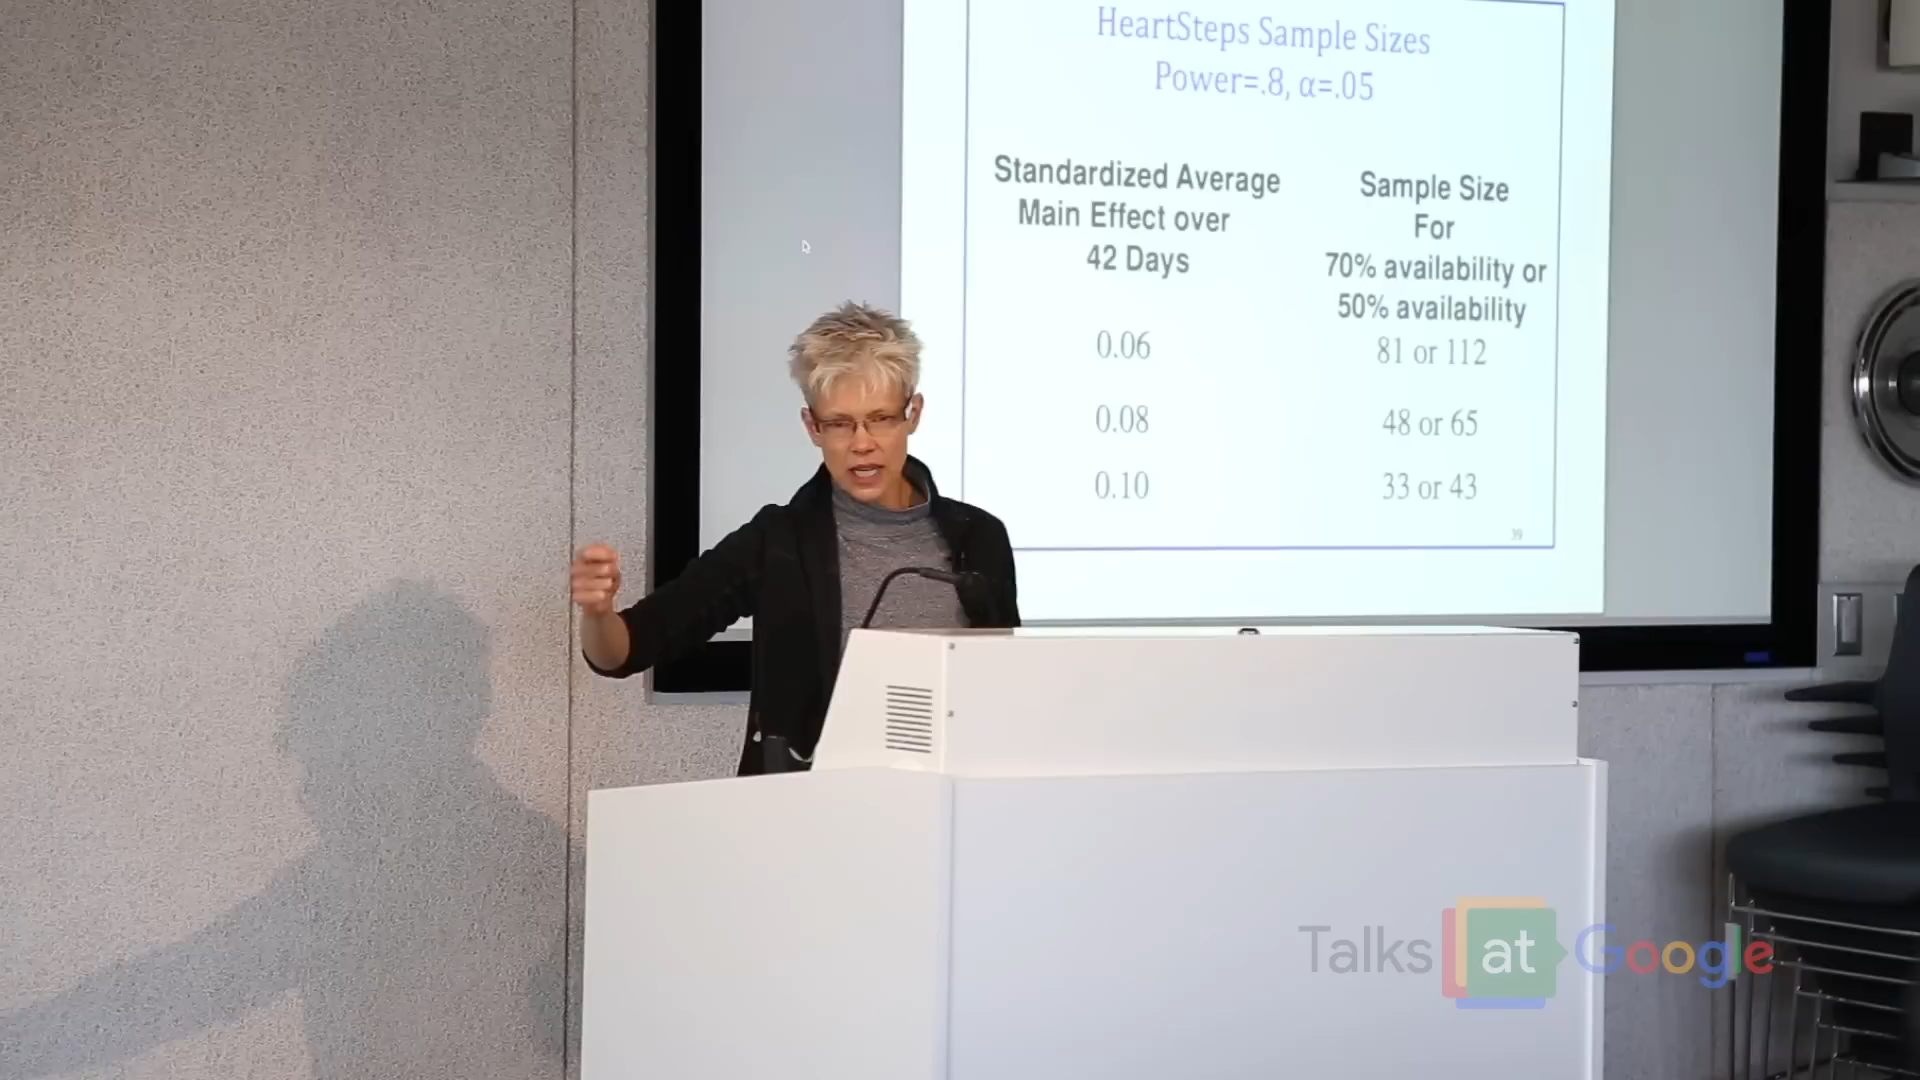 HeartSteps Sample Sizes
Power=.8, α=.05
Standardized Average
Main Effect over
42 Days
Sample Size
For
70% availability or
50% availability
0.06
81 or 112
0.08
48 or 65
0.10
33 or 43
39
Talks at Google